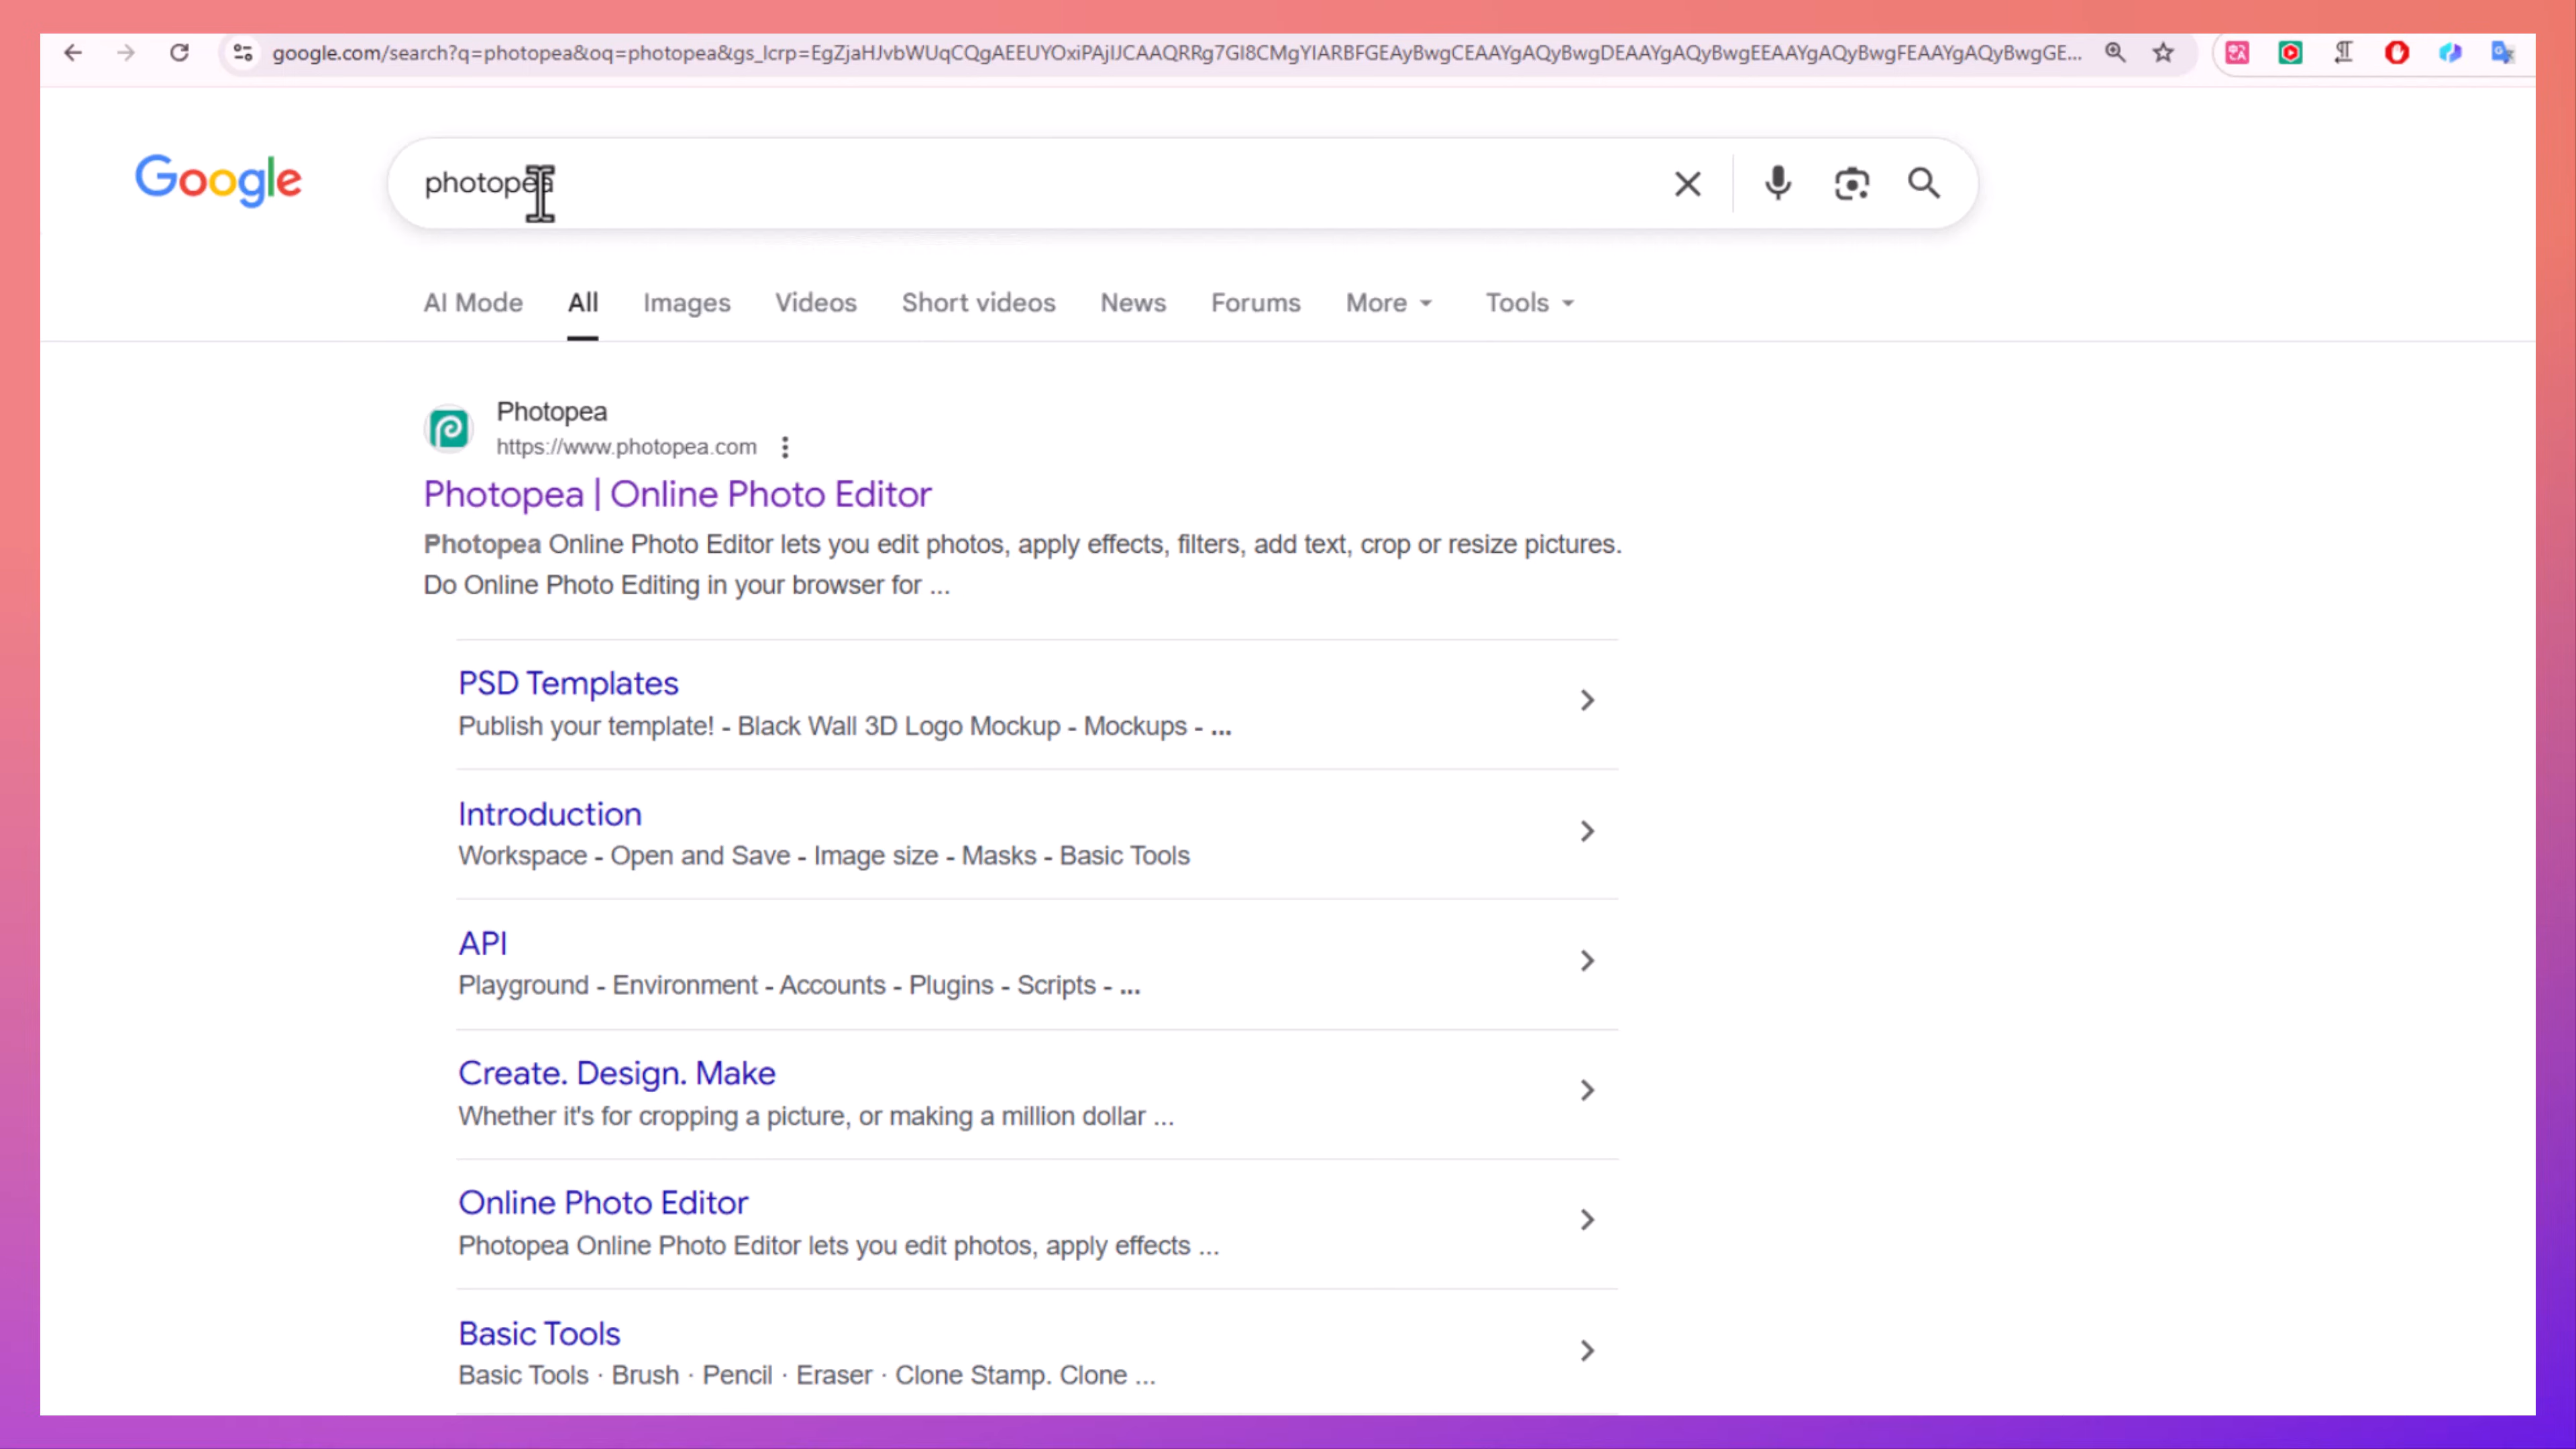 google.com/search?q=photopea&oq=photopea&gs_lcrp=EgZjaHJvbWUqCQgAEEUYOxiPAjIJCAAQRRg7GI8CMgYIARBFGEAyBwgCEAAYgAQyBwgDEAAYgAQyBwgEEAAYgAQyBwgFEAAYgAQyBwgGE...
Google
photopea
AI Mode All Images Videos Short videos News Forums More Tools
Photopea
https://www.photopea.com
Photopea | Online Photo Editor
Photopea Online Photo Editor lets you edit photos, apply effects, filters, add text, crop or resize pictures.
Do Online Photo Editing in your browser for ...
PSD Templates
Publish your template! - Black Wall 3D Logo Mockup - Mockups - ...
Introduction
Workspace - Open and Save - Image size - Masks - Basic Tools
API
Playground - Environment - Accounts - Plugins - Scripts - ...
Create. Design. Make
Whether it's for cropping a picture, or making a million dollar ...
Online Photo Editor
Photopea Online Photo Editor lets you edit photos, apply effects ...
Basic Tools
Basic Tools · Brush · Pencil · Eraser · Clone Stamp. Clone ...